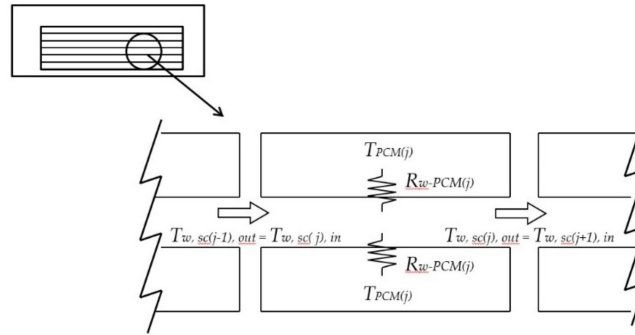 TPCM(j)
Rw-PCM(j)
Tw, sc(j-1), out = Tw, sc( j), in
Tw, sc(j), out = Tw, sc(j+1), in
Rw-PCM(j)
TPCM(j)